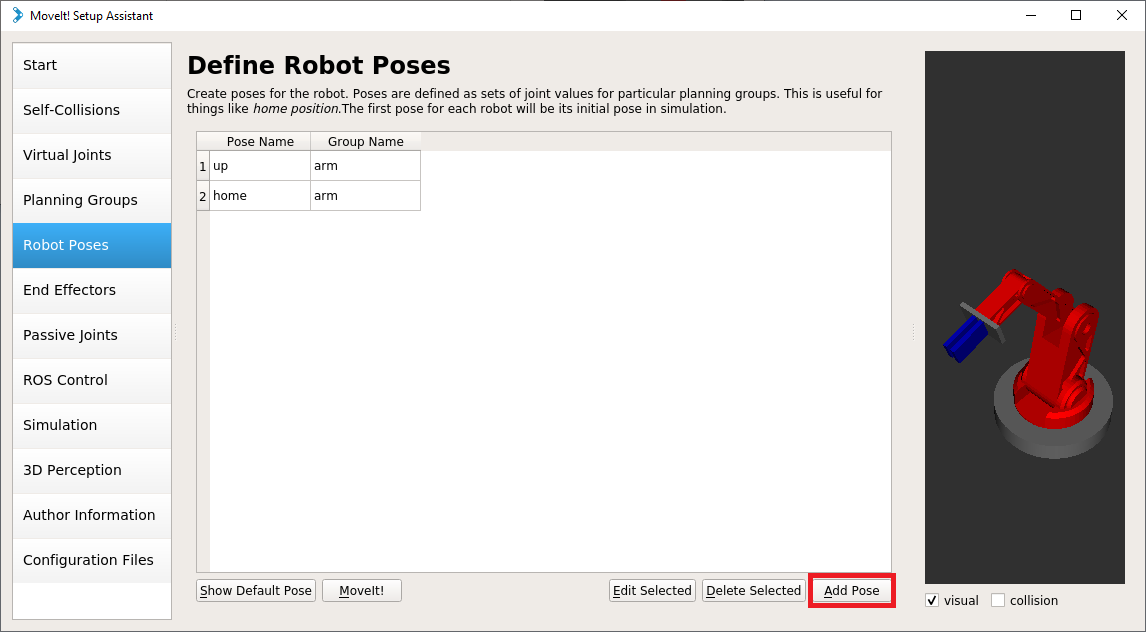 MoveIt! Setup Assistant
Start
Self-Collisions
Virtual Joints
Planning Groups
Robot Poses
End Effectors
Passive Joints
ROS Control
Simulation
3D Perception
Author Information
Configuration Files
Define Robot Poses
Create poses for the robot. Poses are defined as sets of joint values for particular planning groups. This is useful for
things like home position.The first pose for each robot will be its initial pose in simulation.
Pose Name Group Name
1 up arm
2 home arm
Show Default Pose MoveIt! Edit Selected Delete Selected Add Pose
visual collision